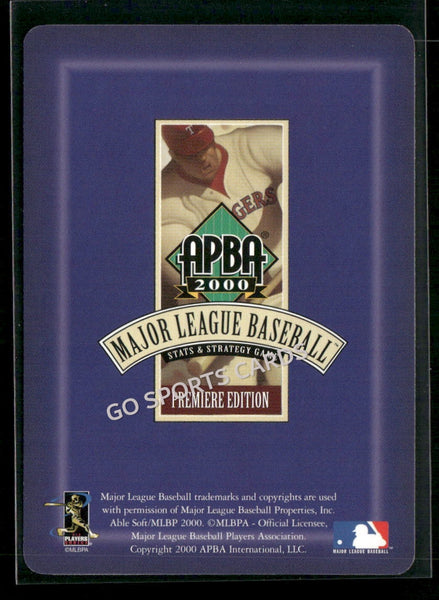 T
GERS
APBA®
2000
MAJOR LEAGUE BASEBALL™
STATS & STRATEGY GAME
GO SPORTS CARDS
PREMIERE EDITION
Major League Baseball trademarks and copyrights are used
with permission of Major League Baseball Properties, Inc.
Able Soft/MLBP 2000. ©MLBPA - Official Licensee,
Major League Baseball Players Association.
Copyright 2000 APBA International, LLC.
PLAYERS
©MLBPA
MAJOR LEAGUE BASEBALL